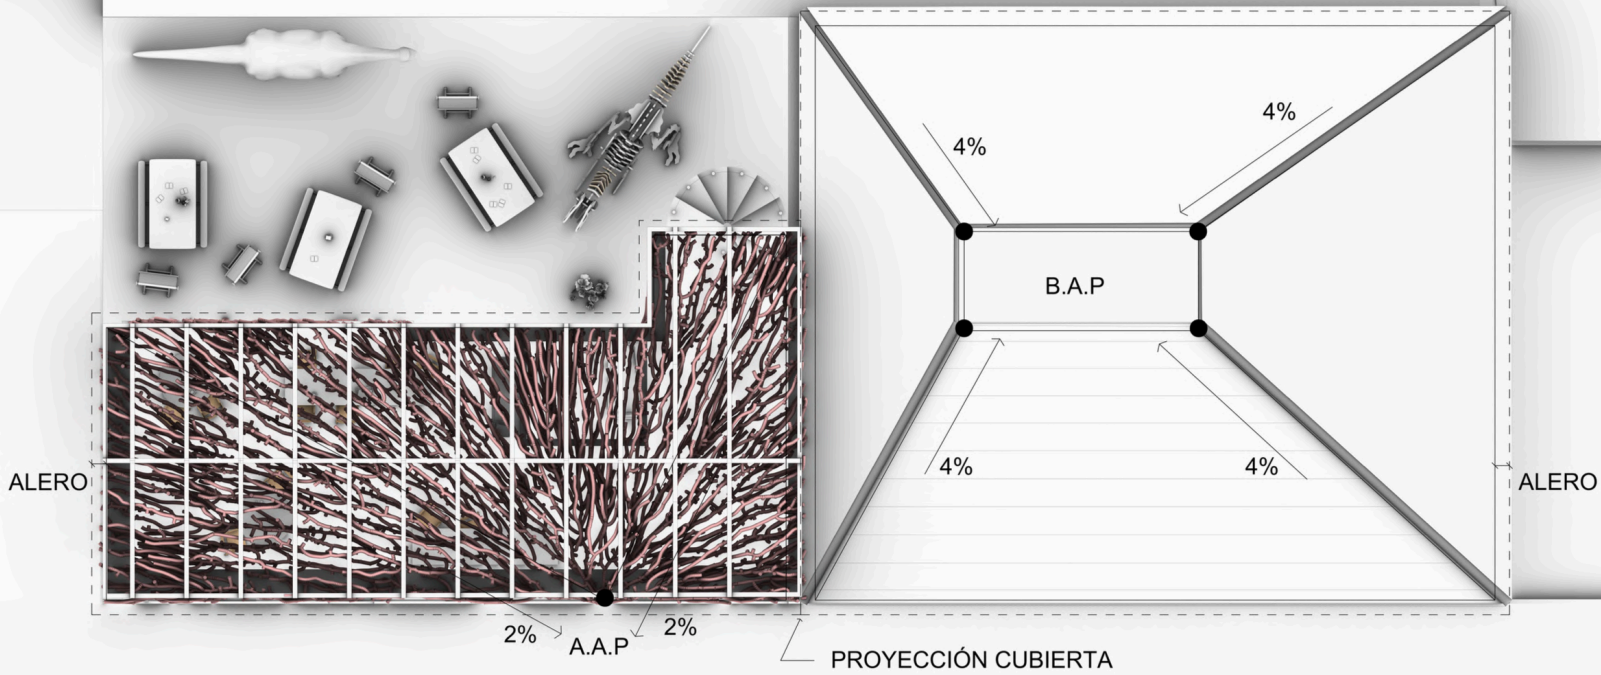 4%
4%
B.A.P
ALERO
4%
4%
ALERO
2%
A.A.P
2%
PROYECCIÓN CUBIERTA